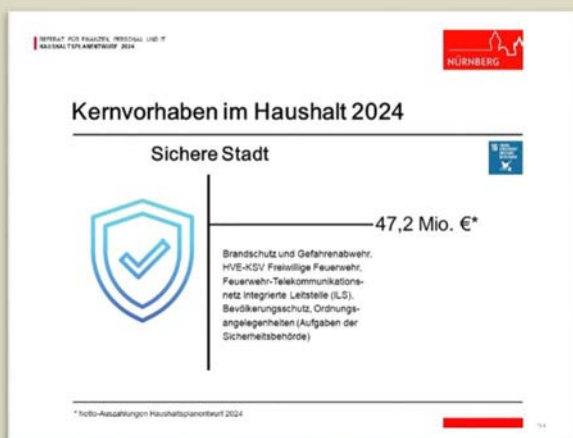 REFERAT FÜR FINANZEN, PERSONAL UND IT
HAUSHALTSPLANENTWURF 2024
NÜRNBERG
Kernvorhaben im Haushalt 2024
Sichere Stadt
16
47,2 Mio. €*
Brandschutz und Gefahrenabwehr,
HVE-KSV Freiwillige Feuerwehr,
Feuerwehr-Telekommunikations-
netz Integrierte Leitstelle (ILS),
Bevölkerungsschutz, Ordnungs-
angelegenheiten (Aufgaben der
Sicherheitsbehörde)
* Netto-Auszahlungen Haushaltsplanentwurf 2024